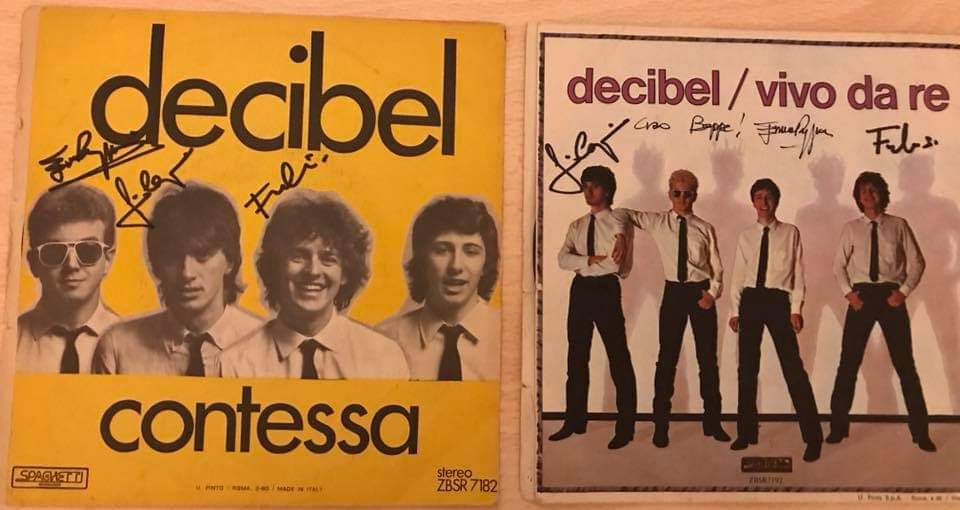 decibel
contessa
SPAGHETTI
stereo
ZBSR 7182
U. PINTO - ROMA, 2-80 / MADE IN ITALY
decibel / vivo da re
Ciao Beppe!
ZBSR 7192